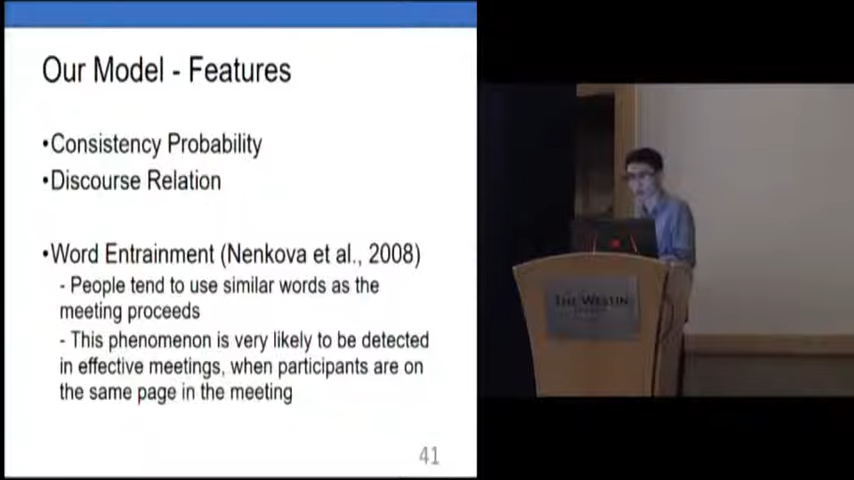 Our Model - Features
•Consistency Probability
•Discourse Relation
•Word Entrainment (Nenkova et al., 2008)
- People tend to use similar words as the
meeting proceeds
- This phenomenon is very likely to be detected
in effective meetings, when participants are on
the same page in the meeting
41
THE WESTIN